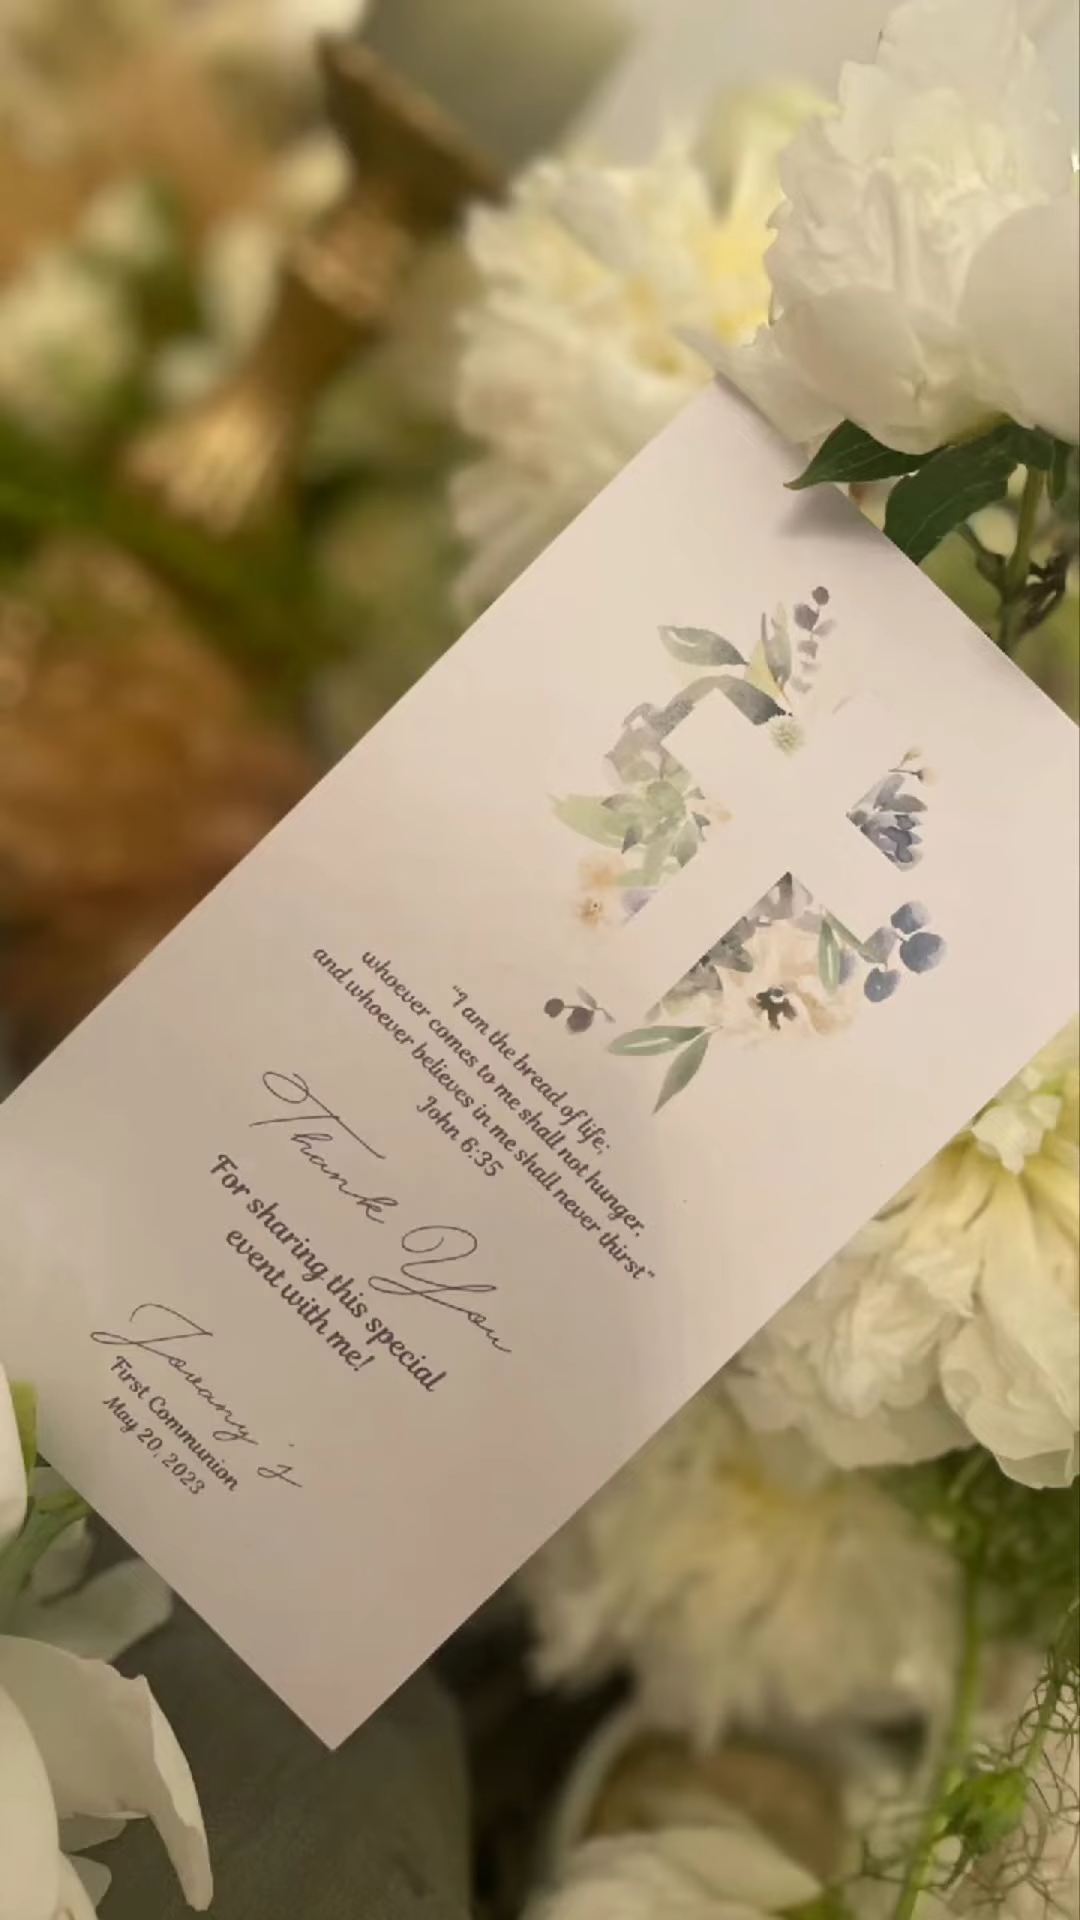 “I am the bread of life;
whoever comes to me shall not hunger,
and whoever believes in me shall never thirst”
John 6:35
Thank You
For sharing this special
event with me!
Jovany J
First Communion
May 20, 2023